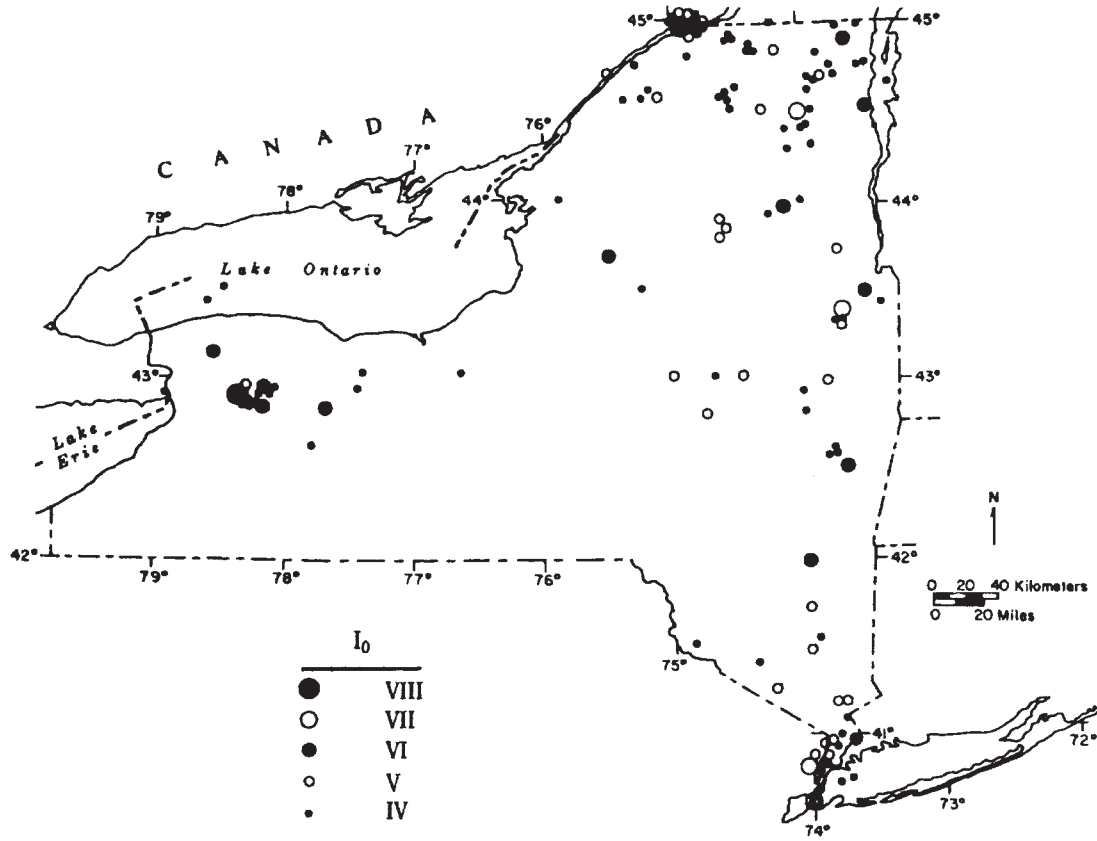 45° 45°
C A N A D A
76°
77°
78°
44° 44°
79°
Lake Ontario
43° 43°
Lake Erie
N
42° 42°
79° 78° 77° 76°
0 20 40 Kilometers
0 20 Miles
I₀
75°
VIII
VII
VI
V
IV
41°
72°
73°
74°